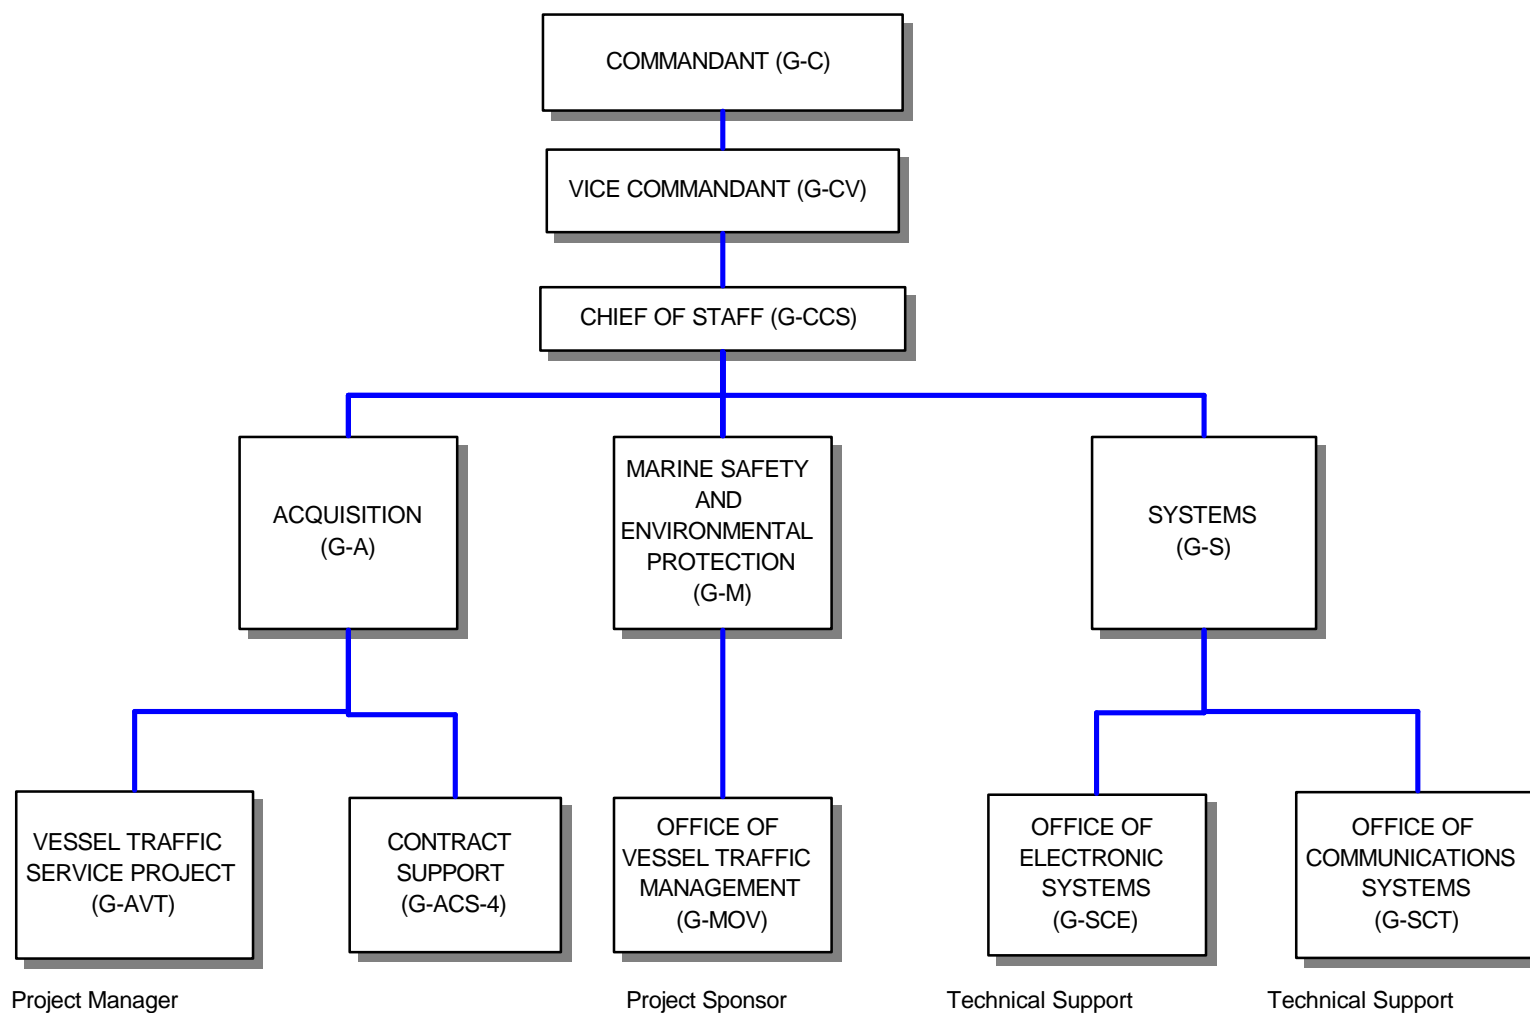 COMMANDANT (G-C)
VICE COMMANDANT (G-CV)
CHIEF OF STAFF (G-CCS)
ACQUISITION
(G-A)
MARINE SAFETY
AND
ENVIRONMENTAL
PROTECTION
(G-M)
SYSTEMS
(G-S)
VESSEL TRAFFIC
SERVICE PROJECT
(G-AVT)
CONTRACT
SUPPORT
(G-ACS-4)
OFFICE OF
VESSEL TRAFFIC
MANAGEMENT
(G-MOV)
OFFICE OF
ELECTRONIC
SYSTEMS
(G-SCE)
OFFICE OF
COMMUNICATIONS
SYSTEMS
(G-SCT)
Project Manager
Project Sponsor
Technical Support
Technical Support